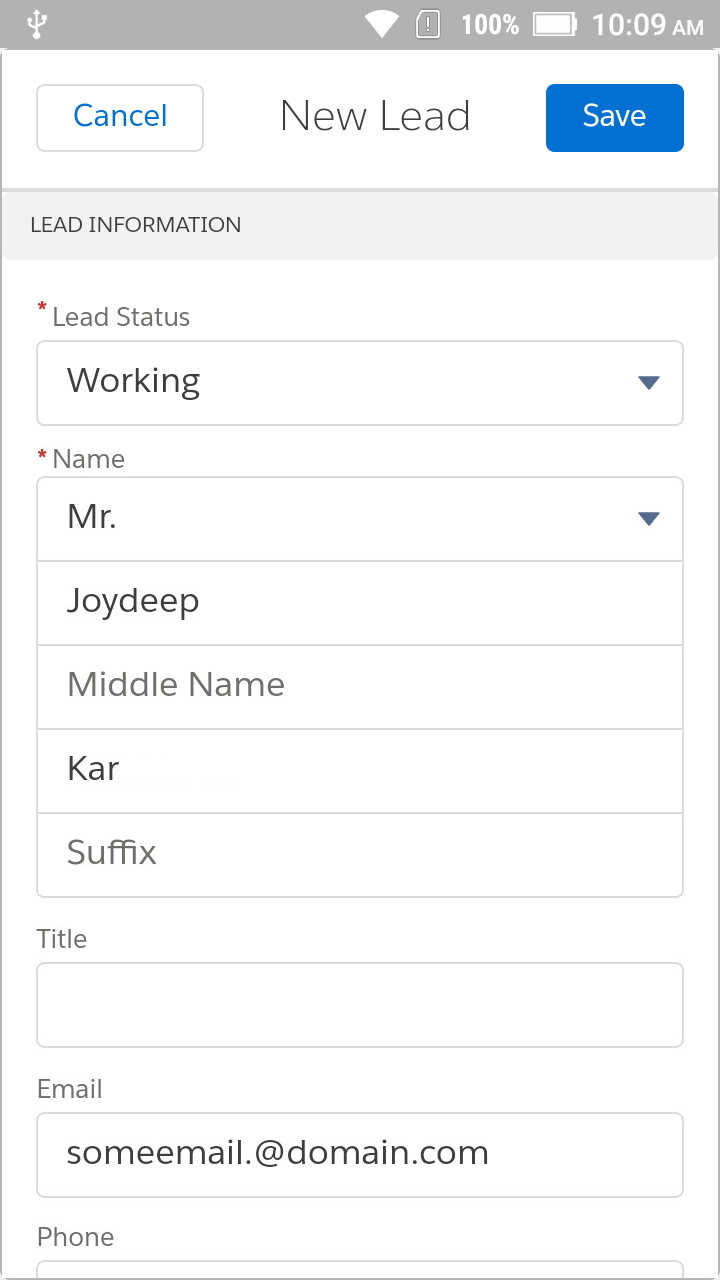 100% 10:09 AM
Cancel New Lead Save
LEAD INFORMATION
* Lead Status
Working
* Name
Mr.
Joydeep
Middle Name
Kar
Suffix
Title
Email
someemail.@domain.com
Phone